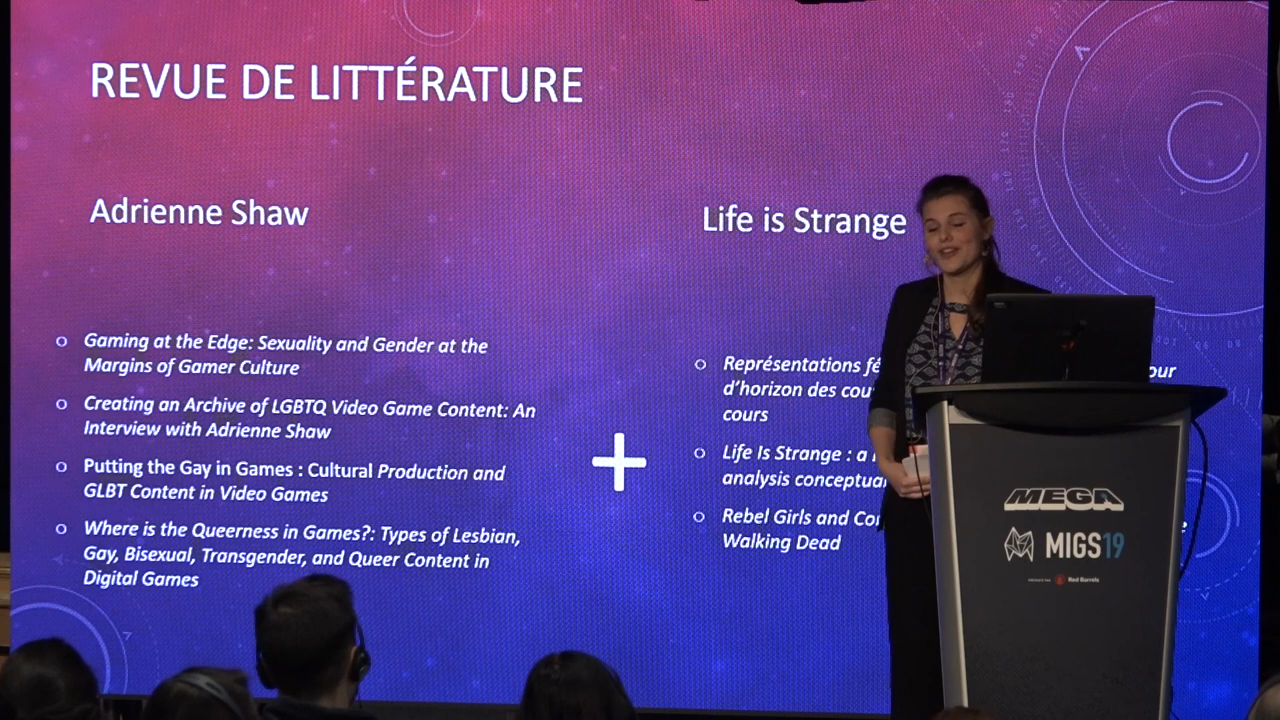 REVUE DE LITTÉRATURE
Adrienne Shaw
Gaming at the Edge: Sexuality and Gender at the
Margins of Gamer Culture
Creating an Archive of LGBTQ Video Game Content: An
Interview with Adrienne Shaw
Putting the Gay in Games : Cultural Production and
GLBT Content in Video Games
Where is the Queerness in Games?: Types of Lesbian,
Gay, Bisexual, Transgender, and Queer Content in
Digital Games
+
Life is Strange
Représentations
d'horizon des
cours
Life Is Strange : a
analysis
Rebel Girls and
Walking Dead
MEGA
MIGS19
Red Barrels